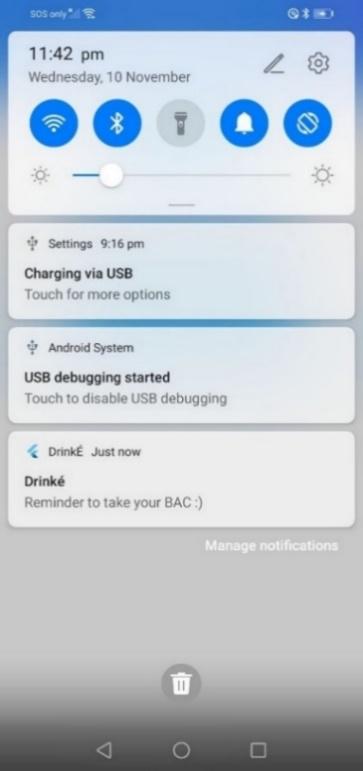 SOS only
11:42 pm
Wednesday, 10 November
Settings 9:16 pm
Charging via USB
Touch for more options
Android System
USB debugging started
Touch to disable USB debugging
DrinkÉ Just now
Drinké
Reminder to take your BAC :)
Manage notifications